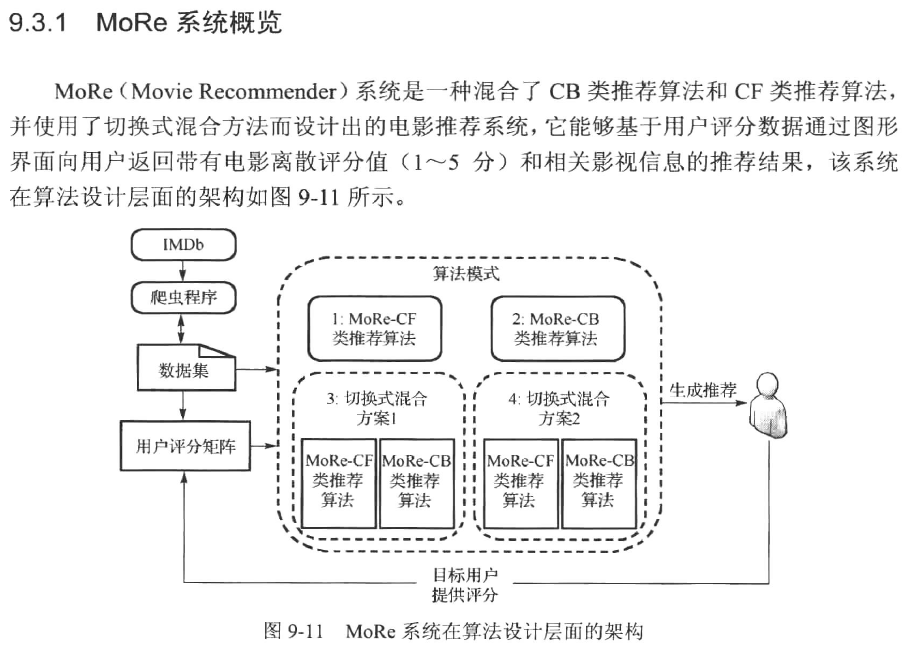 9.3.1 MoRe 系统概览
MoRe（Movie Recommender）系统是一种混合了 CB 类推荐算法和 CF 类推荐算法，
并使用了切换式混合方法而设计出的电影推荐系统，它能够基于用户评分数据通过图形
界面向用户返回带有电影离散评分值（1～5 分）和相关影视信息的推荐结果，该系统
在算法设计层面的架构如图 9-11 所示。
IMDb
爬虫程序
数据集
用户评分矩阵
算法模式
1: MoRe-CF
类推荐算法
2: MoRe-CB
类推荐算法
3: 切换式混合
方案1
MoRe-CF
类推荐
算法
MoRe-CB
类推荐
算法
4: 切换式混合
方案2
MoRe-CF
类推荐
算法
MoRe-CB
类推荐
算法
生成推荐
目标用户
提供评分
图 9-11 MoRe 系统在算法设计层面的架构